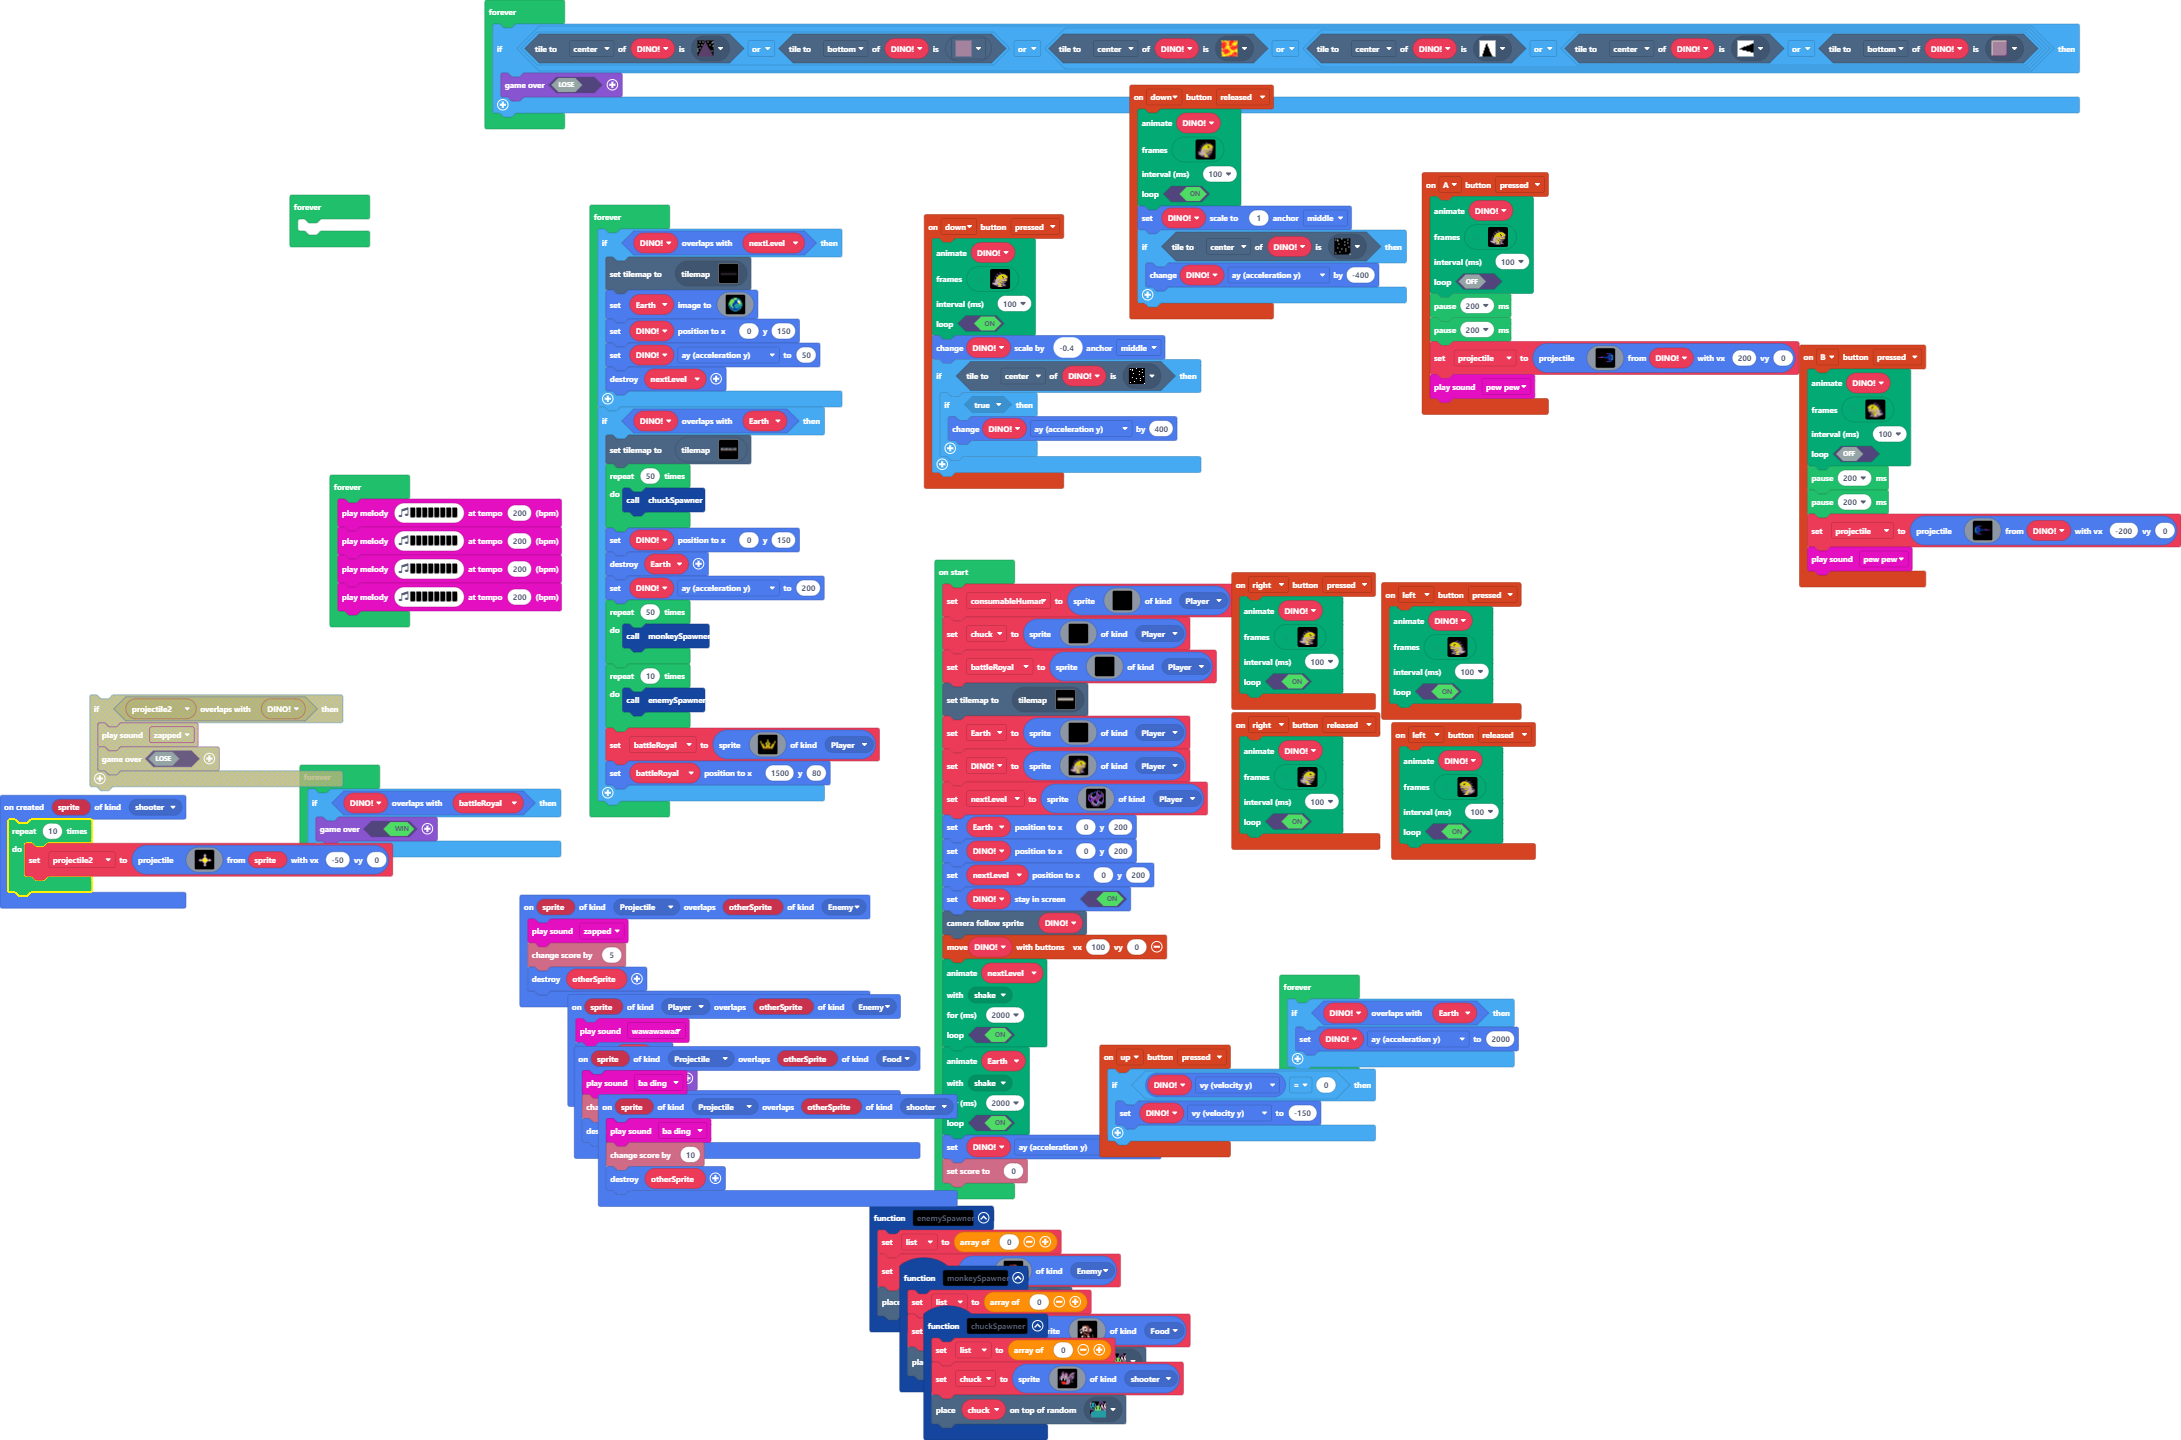 forever
if tile to center of DINO! is or tile to bottom of DINO! is or tile to center of DINO! is or tile to center of DINO! is or tile to center of DINO! is or tile to bottom of DINO! is then
game over LOSE
on down button released
animate DINO!
frames
interval (ms) 100
loop ON
set DINO! scale to 1 anchor middle
if tile to center of DINO! is then
change DINO! ay (acceleration y) by -400
on A button pressed
animate DINO!
frames
interval (ms) 100
loop OFF
pause 200 ms
pause 200 ms
set projectile to projectile from DINO! with vx 200 vy 0
play sound pew pew
forever
forever
if DINO! overlaps with nextLevel then
set tilemap to tilemap
set Earth image to
set DINO! position to x 0 y 150
set DINO! ay (acceleration y) to 50
destroy nextLevel
if DINO! overlaps with Earth then
set tilemap to tilemap
repeat 50 times
do call chuckSpawner
set DINO! position to x 0 y 150
destroy Earth
set DINO! ay (acceleration y) to 200
repeat 50 times
do call monkeySpawner
repeat 10 times
do call enemySpawner
set battleRoyal to sprite of kind Player
set battleRoyal position to x 1500 y 80
on down button pressed
animate DINO!
frames
interval (ms) 100
loop ON
change DINO! scale by -0.4 anchor middle
if tile to center of DINO! is then
if true then
change DINO! ay (acceleration y) by 400
on B button pressed
animate DINO!
frames
interval (ms) 100
loop OFF
pause 200 ms
pause 200 ms
set projectile to projectile from DINO! with vx -200 vy 0
play sound pew pew
forever
play melody at tempo 200 (bpm)
play melody at tempo 200 (bpm)
play melody at tempo 200 (bpm)
play melody at tempo 200 (bpm)
on start
set consumableHuman to sprite of kind Player
set chuck to sprite of kind Player
set battleRoyal to sprite of kind Player
set tilemap to tilemap
set Earth to sprite of kind Player
set DINO! to sprite of kind Player
set nextLevel to sprite of kind Player
set Earth position to x 0 y 200
set DINO! position to x 0 y 200
set nextLevel position to x 0 y 200
set DINO! stay in screen ON
camera follow sprite DINO!
move DINO! with buttons vx 100 vy 0
animate nextLevel
with shake
for (ms) 2000
loop ON
animate Earth
with shake
(ms) 2000
loop ON
set DINO! ay (acceleration y)
set score to 0
on right button pressed
animate DINO!
frames
interval (ms) 100
loop ON
on left button pressed
animate DINO!
frames
interval (ms) 100
loop ON
on right button released
animate DINO!
frames
interval (ms) 100
loop ON
on left button released
animate DINO!
frames
interval (ms) 100
loop ON
if projectile2 overlaps with DINO! then
play sound zapped
game over LOSE
forever
if DINO! overlaps with battleRoyal then
game over WIN
on created sprite of kind shooter
repeat 10 times
do set projectile2 to projectile from sprite with vx -50 vy 0
on sprite of kind Projectile overlaps otherSprite of kind Enemy
play sound zapped
change score by 5
destroy otherSprite
on sprite of kind Player overlaps otherSprite of kind Enemy
play sound wawawawaa
on sprite of kind Projectile overlaps otherSprite of kind Food
play sound ba ding
on sprite of kind Projectile overlaps otherSprite of kind shooter
play sound ba ding
change score by 10
destroy otherSprite
forever
if DINO! overlaps with Earth then
set DINO! ay (acceleration y) to 2000
on up button pressed
if DINO! vy (velocity y) = 0 then
set DINO! vy (velocity y) to -150
function enemySpawner
set list to array of 0
set of kind Enemy
place
function monkeySpawner
set list to array of 0
set of kind Food
function chuckSpawner
set list to array of 0
set chuck to sprite of kind shooter
place chuck on top of random